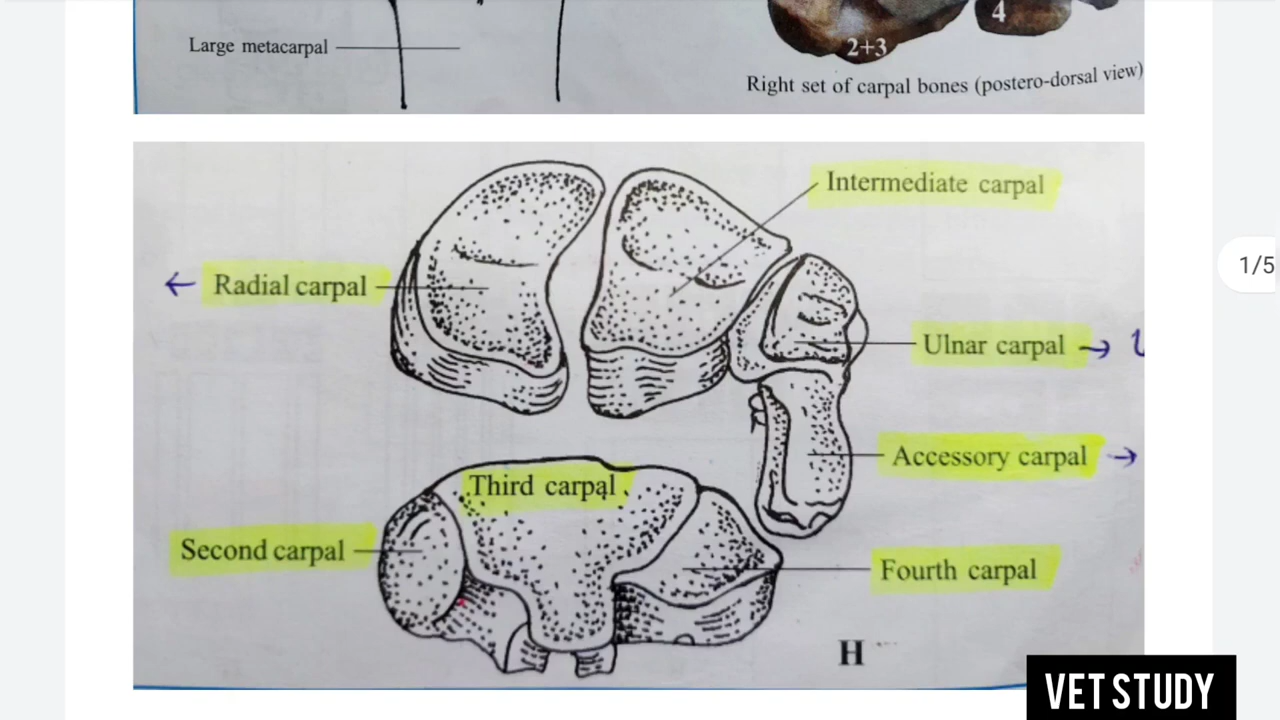 Large metacarpal
4
2+3
Right set of carpal bones (postero-dorsal view)
Intermediate carpal
← Radial carpal
Ulnar carpal →
Accessory carpal →
Third carpal
Second carpal
Fourth carpal
H
1/5
VET STUDY